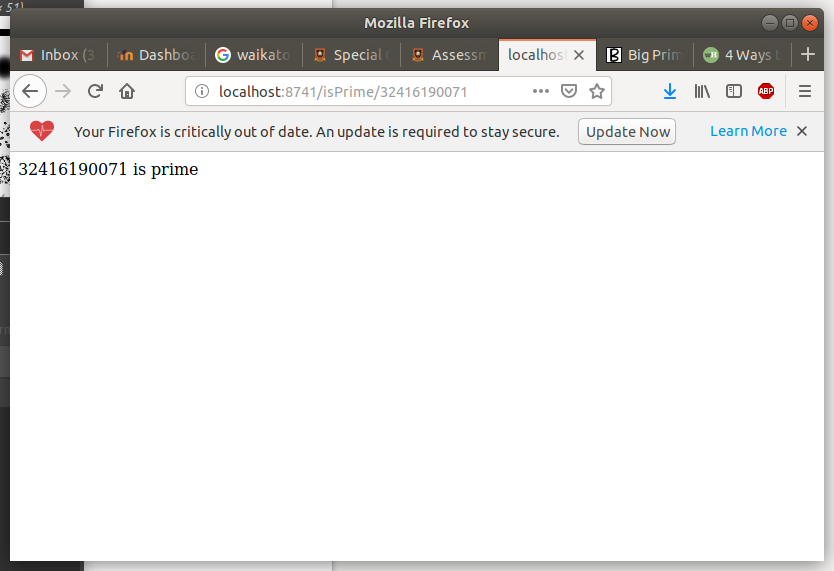 × 51)
Mozilla Firefox
Inbox (3 Dashboa waikato Special Assessm localhost Big Prim 4 Ways t
localhost:8741/isPrime/32416190071 ABP
Your Firefox is critically out of date. An update is required to stay secure. Update Now Learn More
32416190071 is prime